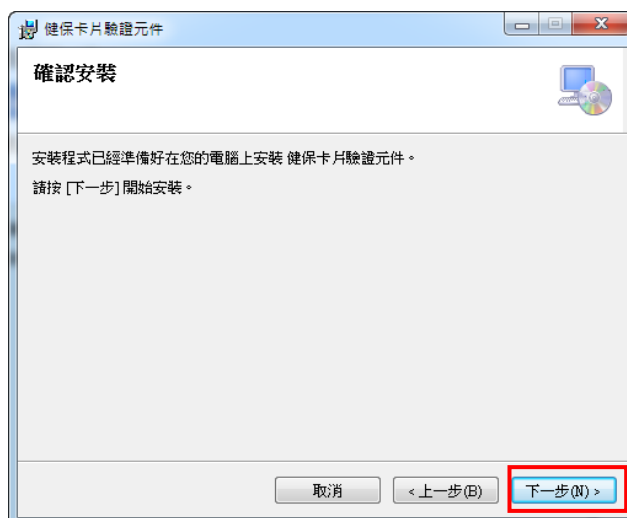 健保卡片驗證元件
確認安裝
安裝程式已經準備好在您的電腦上安裝 健保卡片驗證元件。
請按 [下一步] 開始安裝。
取消
< 上一步(B)
下一步(N) >